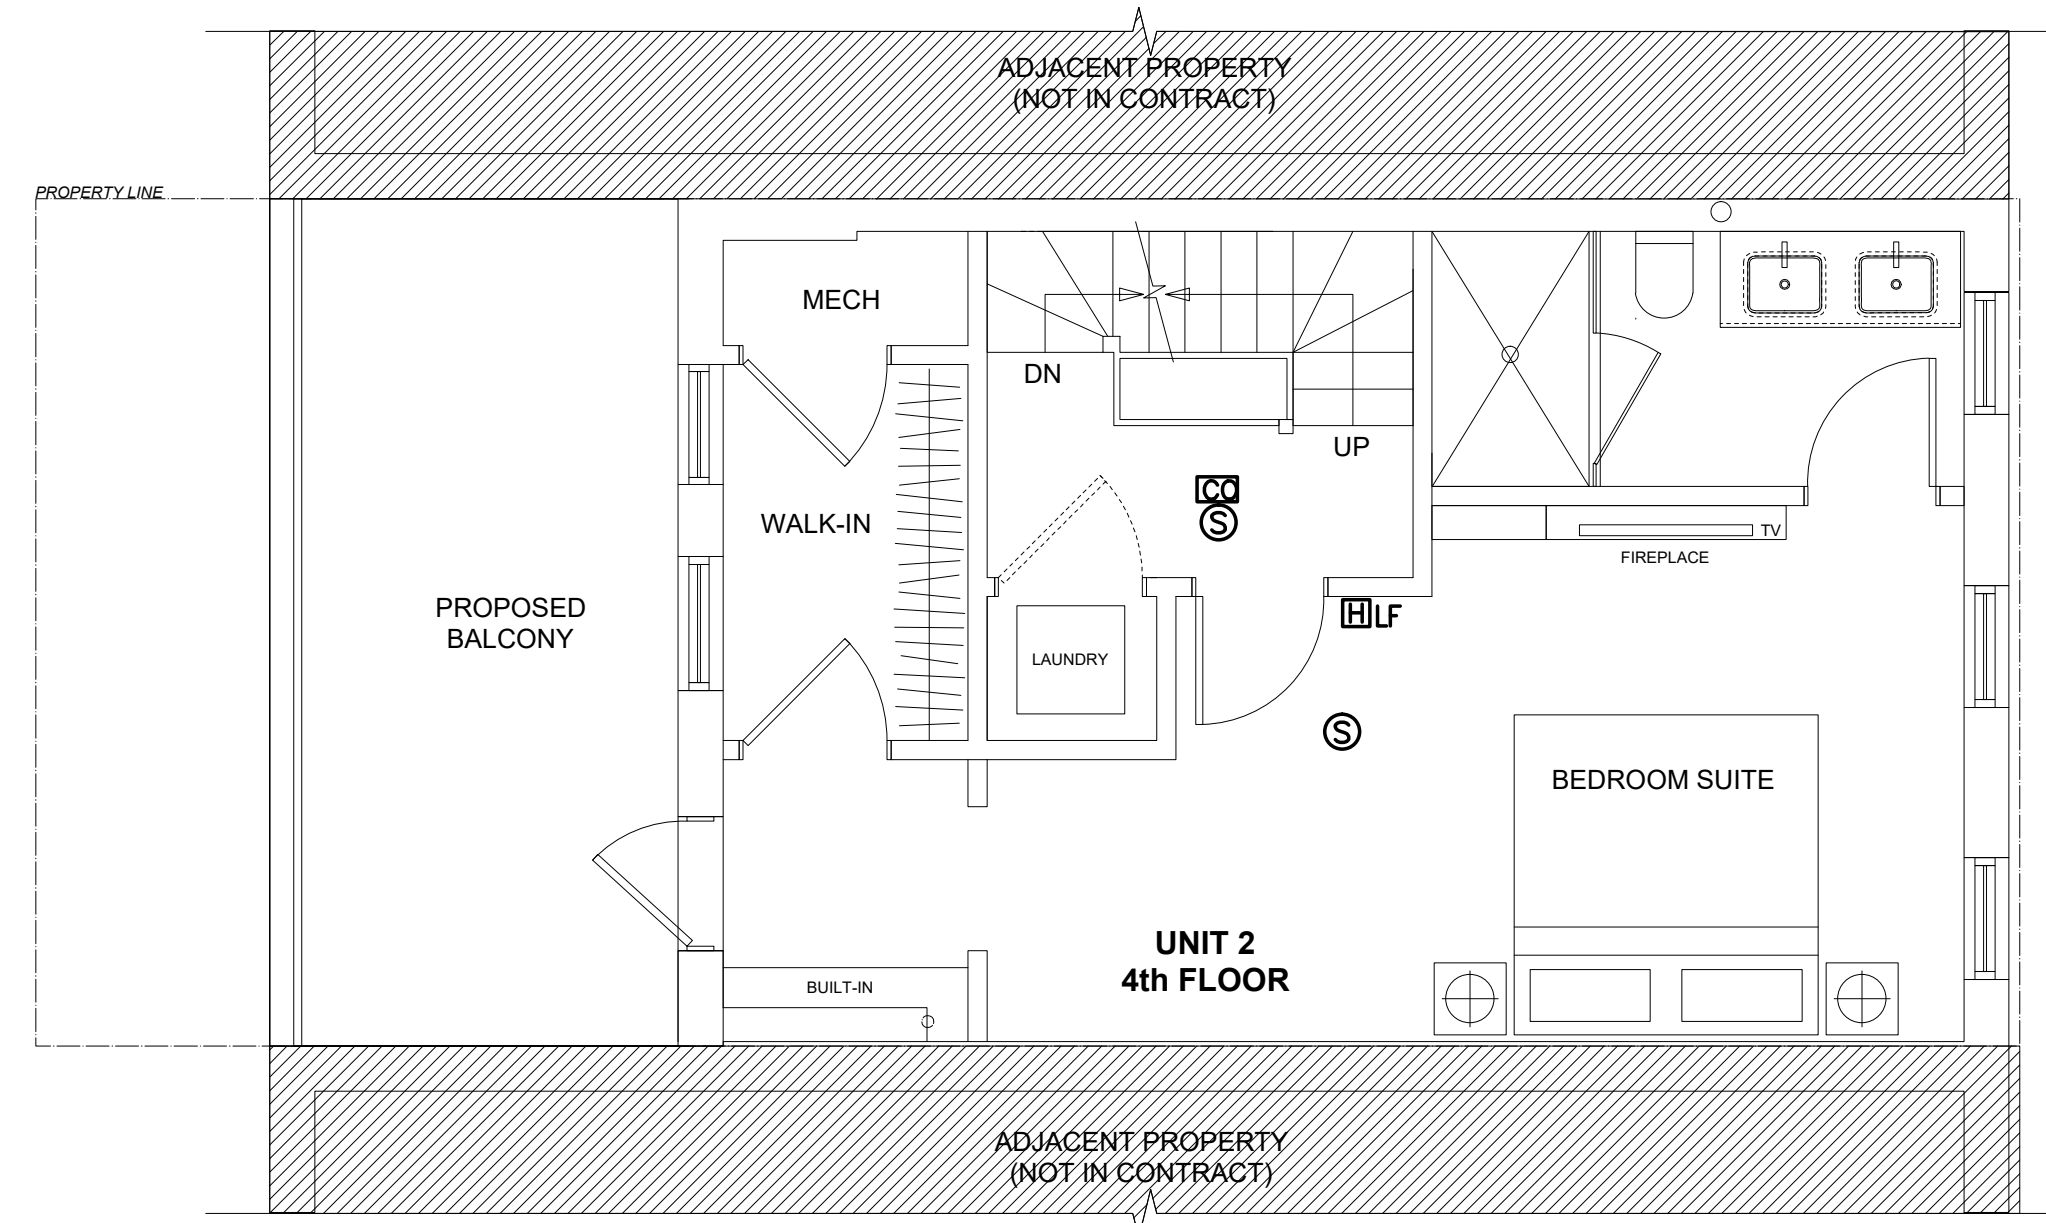 ADJACENT PROPERTY
(NOT IN CONTRACT)
PROPERTY LINE
MECH
DN
UP
CO
S
WALK-IN
TV
FIREPLACE
PROPOSED
BALCONY
H LF
LAUNDRY
S
BEDROOM SUITE
UNIT 2
4th FLOOR
BUILT-IN
ADJACENT PROPERTY
(NOT IN CONTRACT)